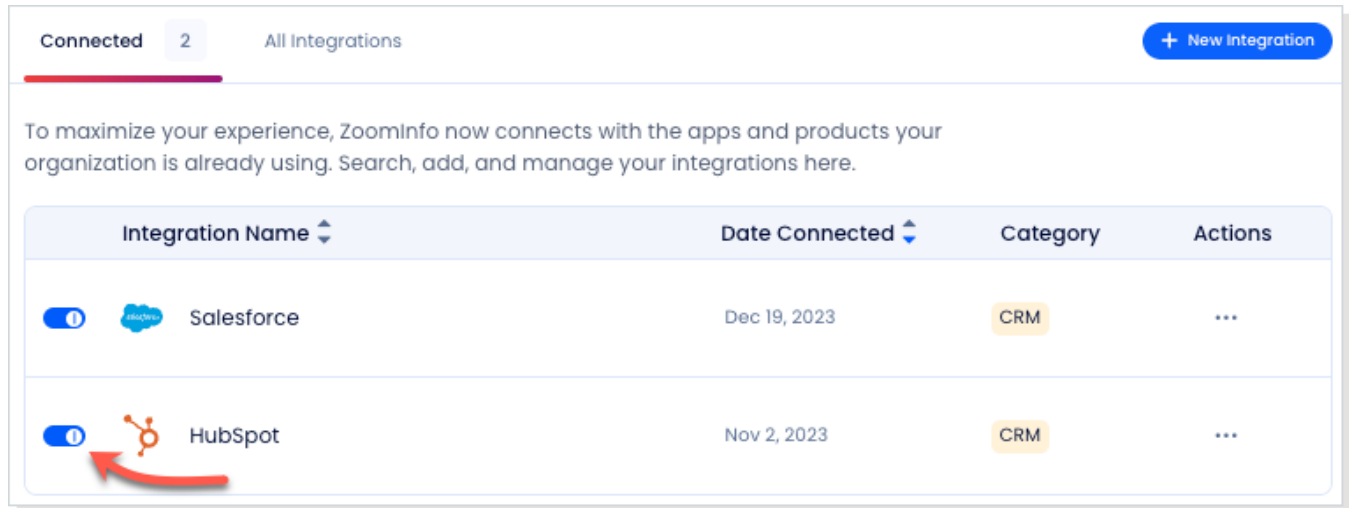 Connected 2 All Integrations + New Integration
To maximize your experience, ZoomInfo now connects with the apps and products your
organization is already using. Search, add, and manage your integrations here.
Integration Name Date Connected Category Actions
salesforce Salesforce Dec 19, 2023 CRM ...
HubSpot Nov 2, 2023 CRM ...